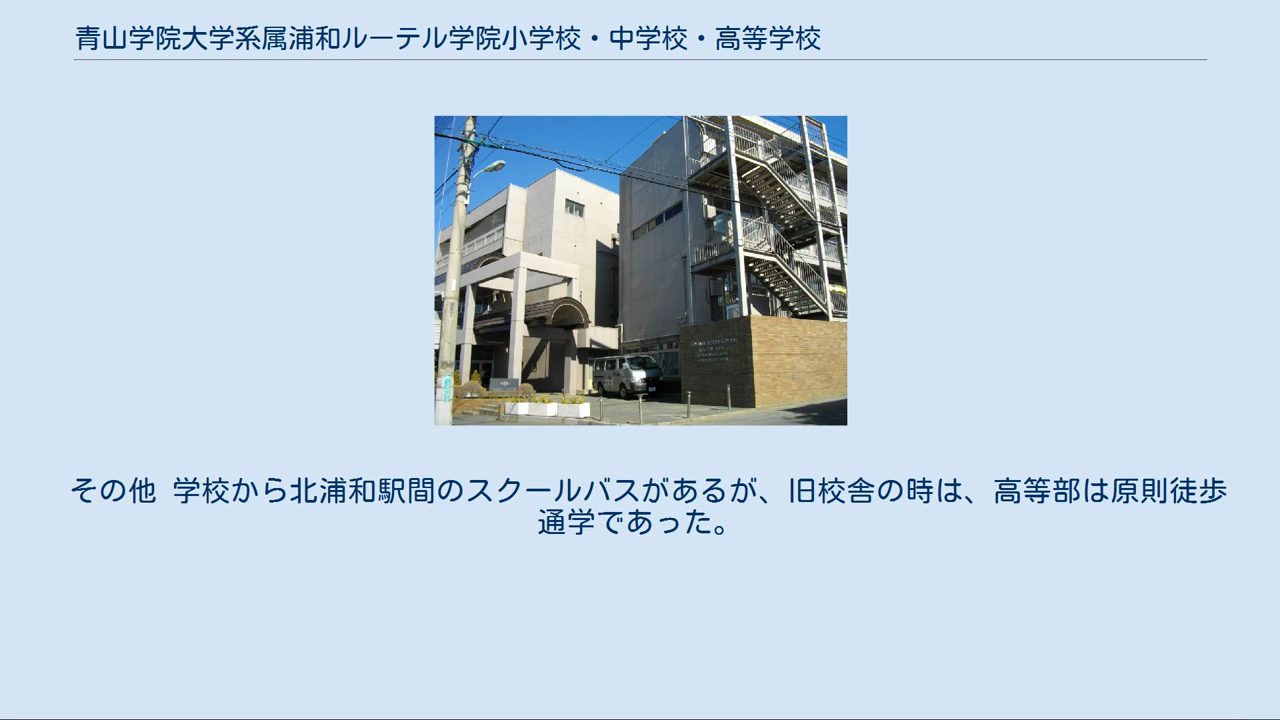 青山学院大学系属浦和ルーテル学院小学校・中学校・高等学校
その他 学校から北浦和駅間のスクールバスがあるが、旧校舎の時は、高等部は原則徒歩
通学であった。